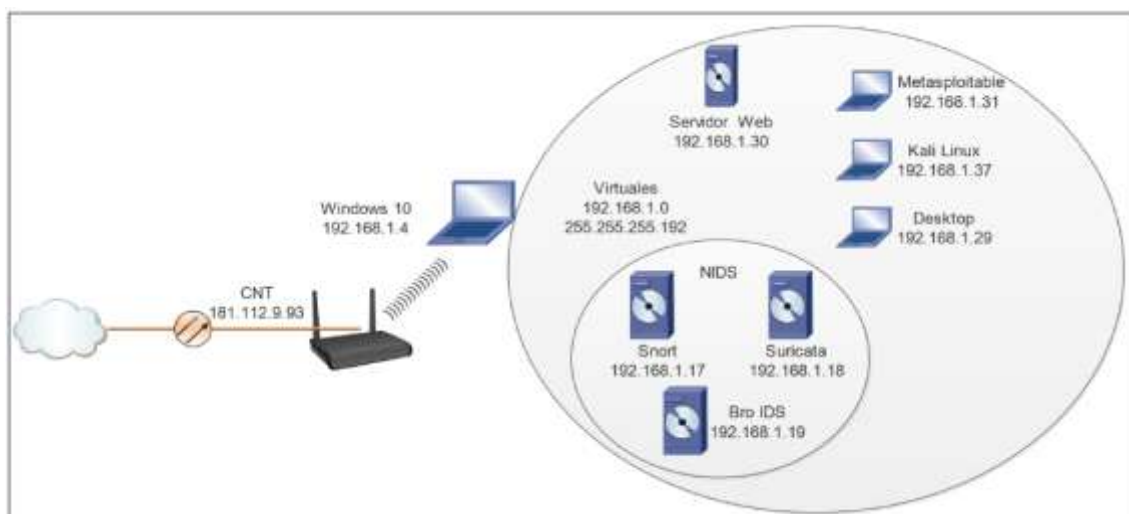 Servidor Web
192.168.1.30
Metasploitable
192.168.1.31
Kali Linux
192.168.1.37
Desktop
192.168.1.29
Virtuales
192.168.1.0
255.255.255.192
Windows 10
192.168.1.4
CNT
181.112.9.93
NIDS
Snort
192.168.1.17
Suricata
192.168.1.18
Bro IDS
192.168.1.19